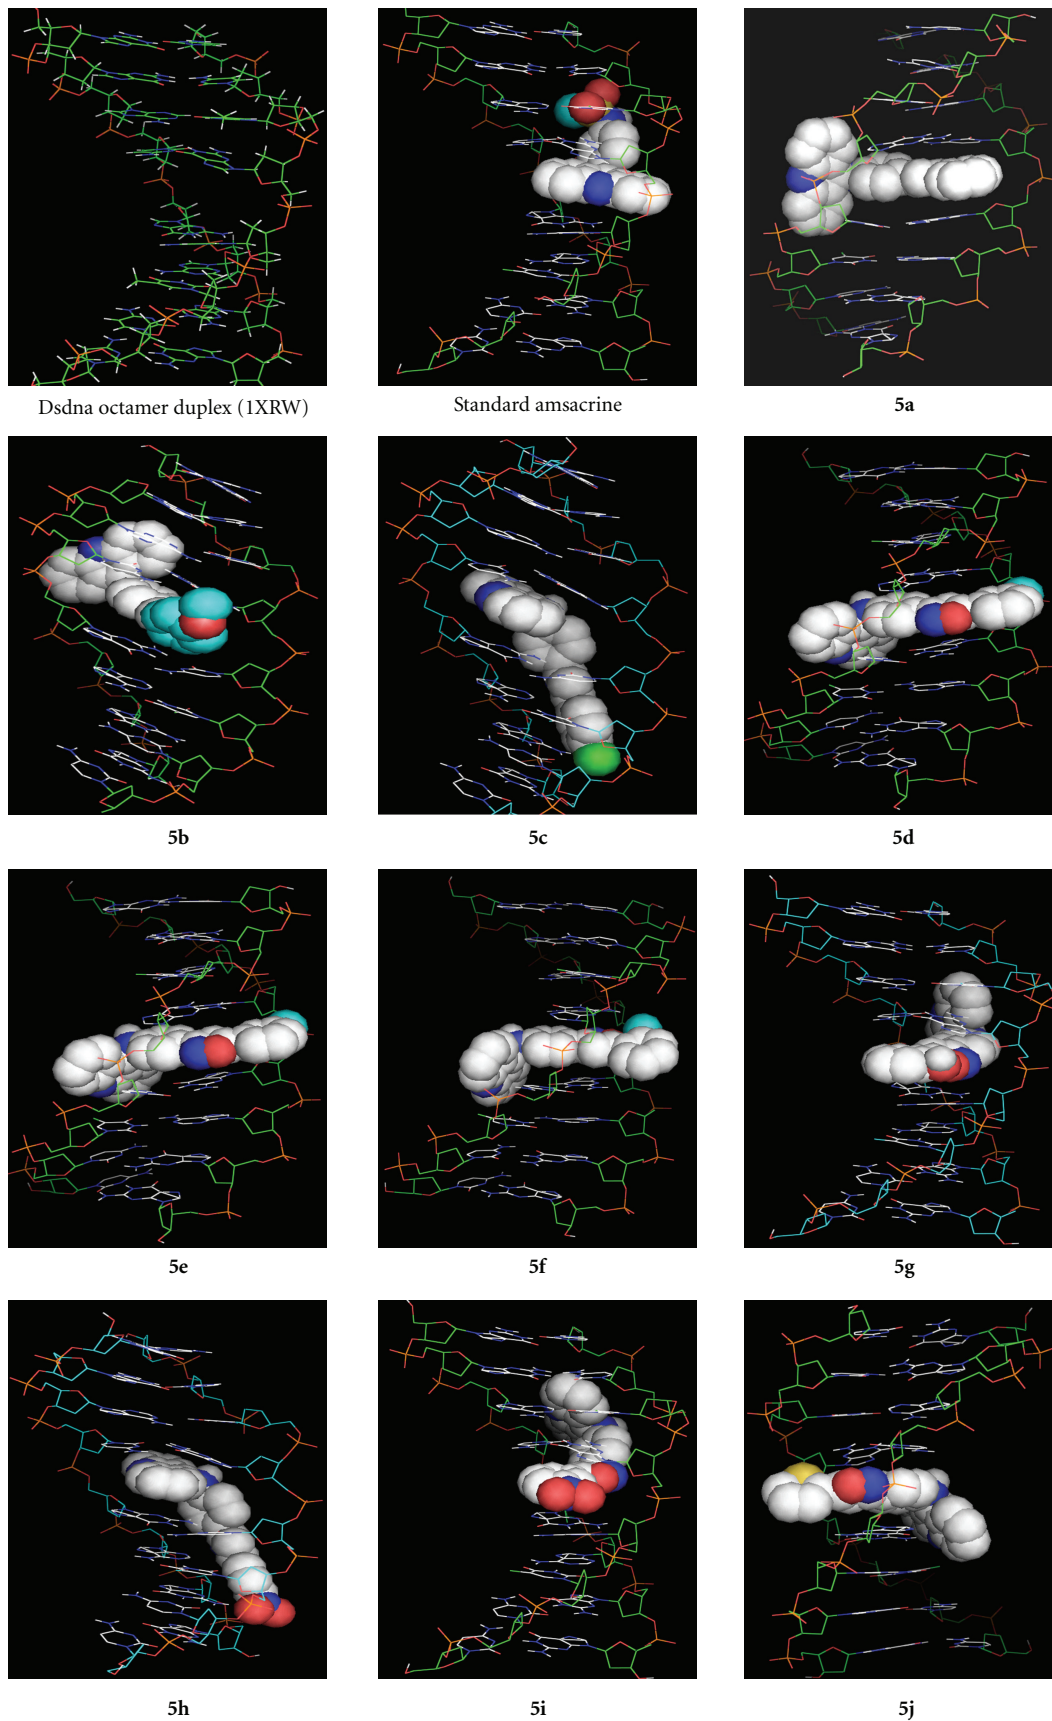 Dsdna octamer duplex (1XRW)
Standard amsacrine
5a
5b
5c
5d
5e
5f
5g
5h
5i
5j